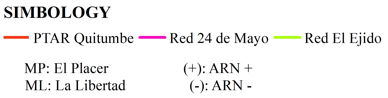 SIMBOLOGY
PTAR Quitumbe Red 24 de Mayo Red El Ejido
MP: El Placer (+): ARN +
ML: La Libertad (-): ARN -